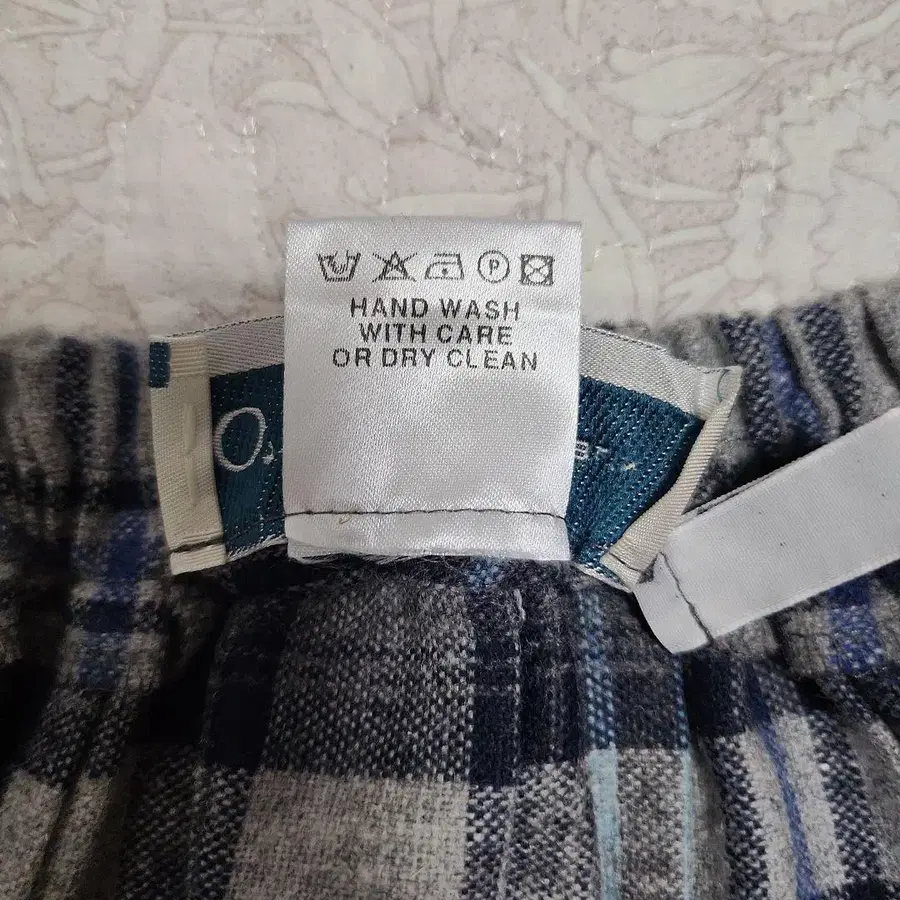 P
HAND WASH
WITH CARE
OR DRY CLEAN